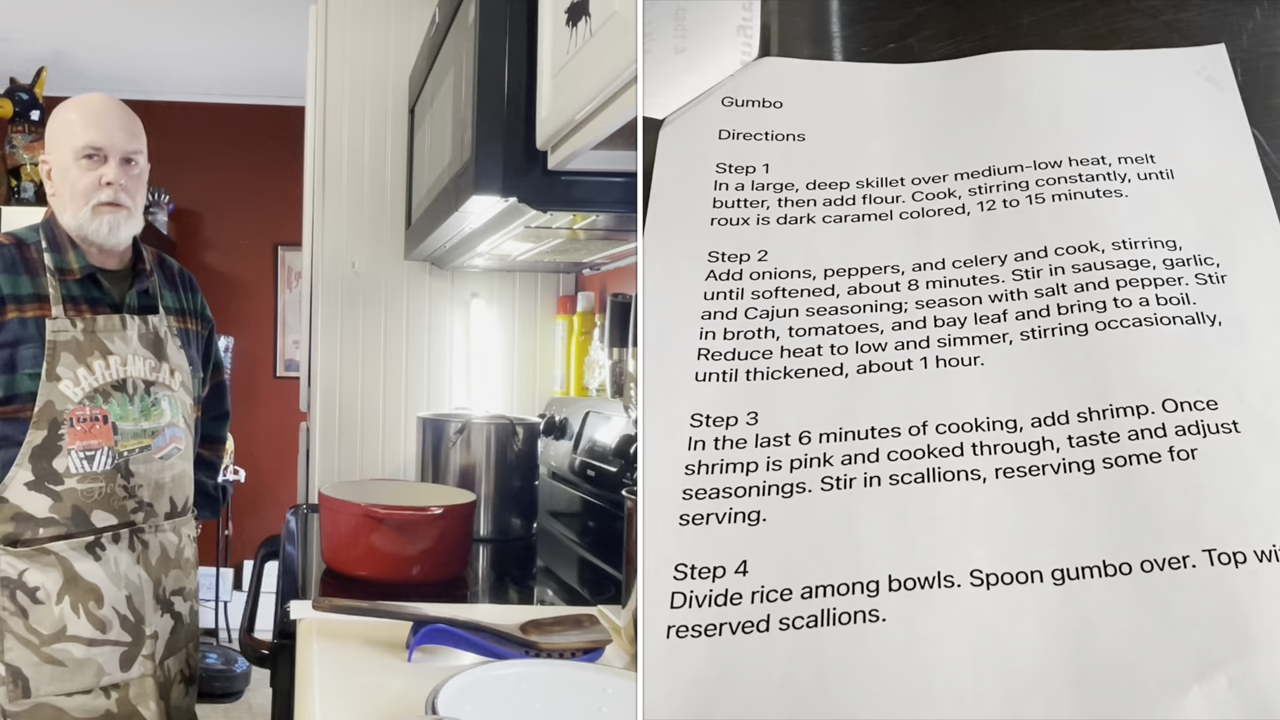 BARRANCAS
Gumbo
Directions
Step 1
In a large, deep skillet over medium-low heat, melt
butter, then add flour. Cook, stirring constantly, until
roux is dark caramel colored, 12 to 15 minutes.
Step 2
Add onions, peppers, and celery and cook, stirring,
until softened, about 8 minutes. Stir in sausage, garlic,
and Cajun seasoning; season with salt and pepper. Stir
in broth, tomatoes, and bay leaf and bring to a boil.
Reduce heat to low and simmer, stirring occasionally,
until thickened, about 1 hour.
Step 3
In the last 6 minutes of cooking, add shrimp. Once
shrimp is pink and cooked through, taste and adjust
seasonings. Stir in scallions, reserving some for
serving.
Step 4
Divide rice among bowls. Spoon gumbo over. Top wi
reserved scallions.